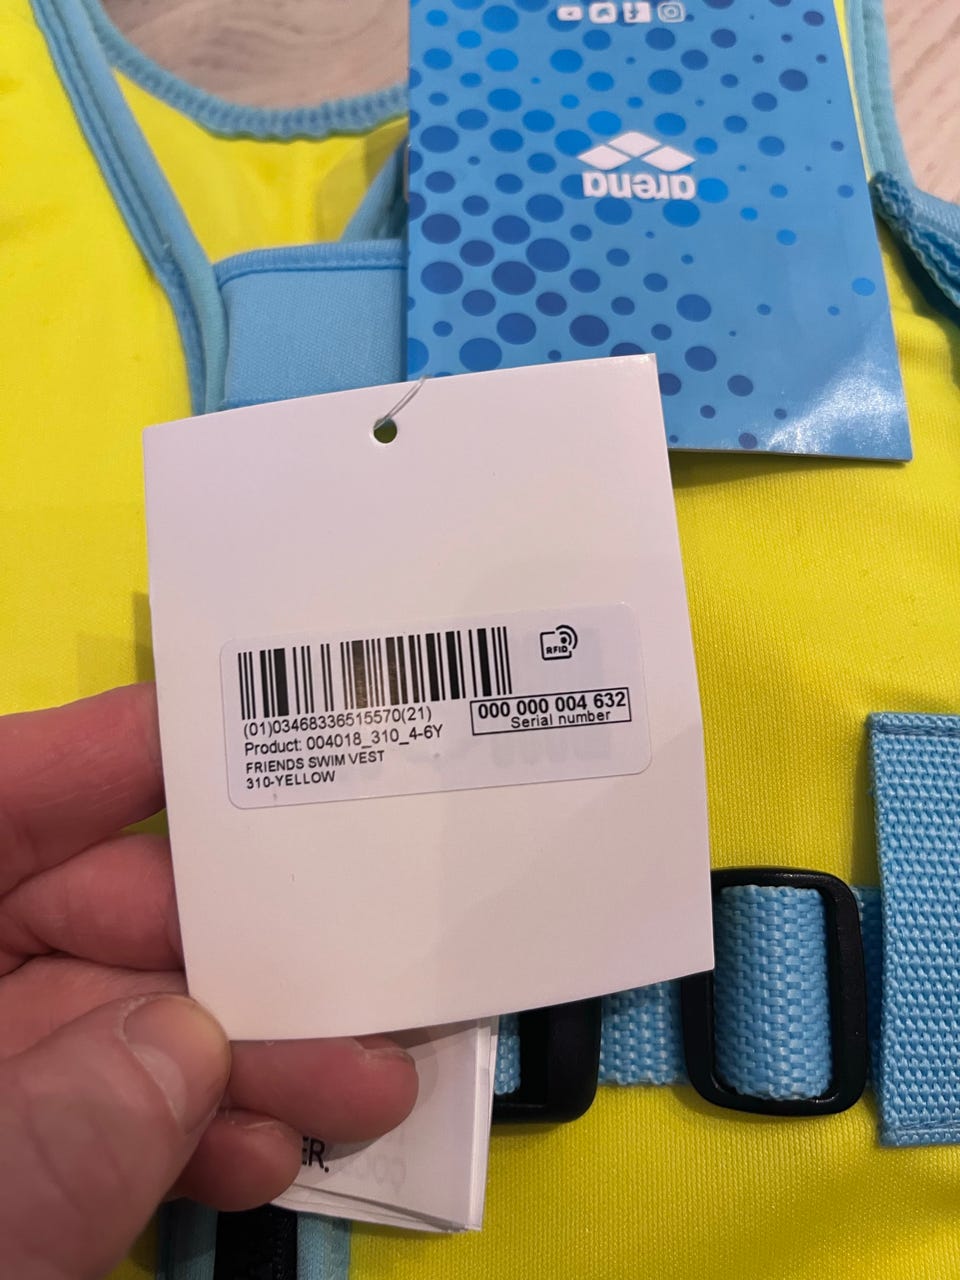 arena
RFID
(01)03468336515570(21)
000 000 004 632
Serial number
Product: 004018_310_4-6Y
FRIENDS SWIM VEST
310-YELLOW
ER.